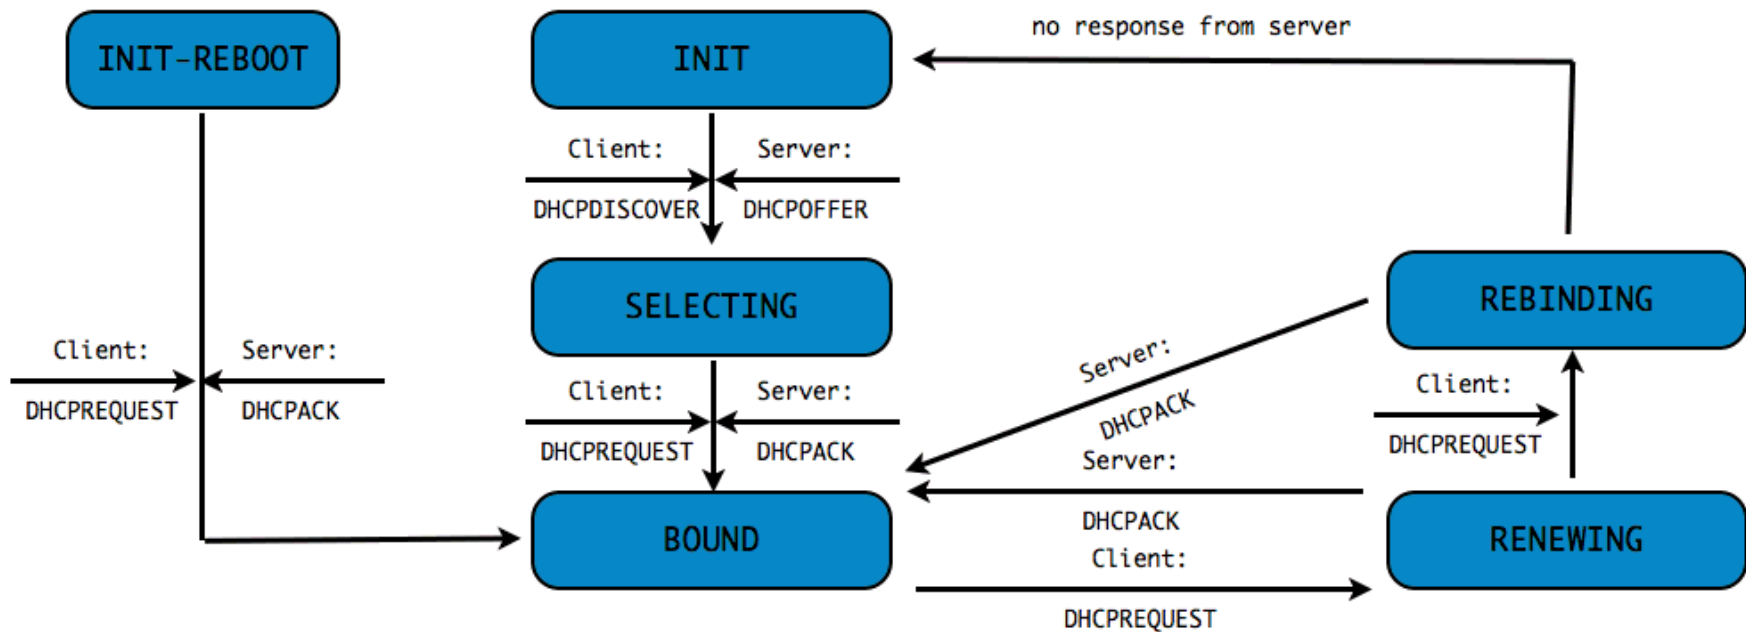 no response from server
INIT-REBOOT
INIT
Client:
Server:
DHCPDISCOVER
DHCPOFFER
SELECTING
REBINDING
Client:
Server:
DHCPREQUEST
DHCPACK
Client:
Server:
DHCPREQUEST
DHCPACK
Server:
DHCPACK
Client:
DHCPREQUEST
Server:
DHCPACK
BOUND
RENEWING
Client:
DHCPREQUEST